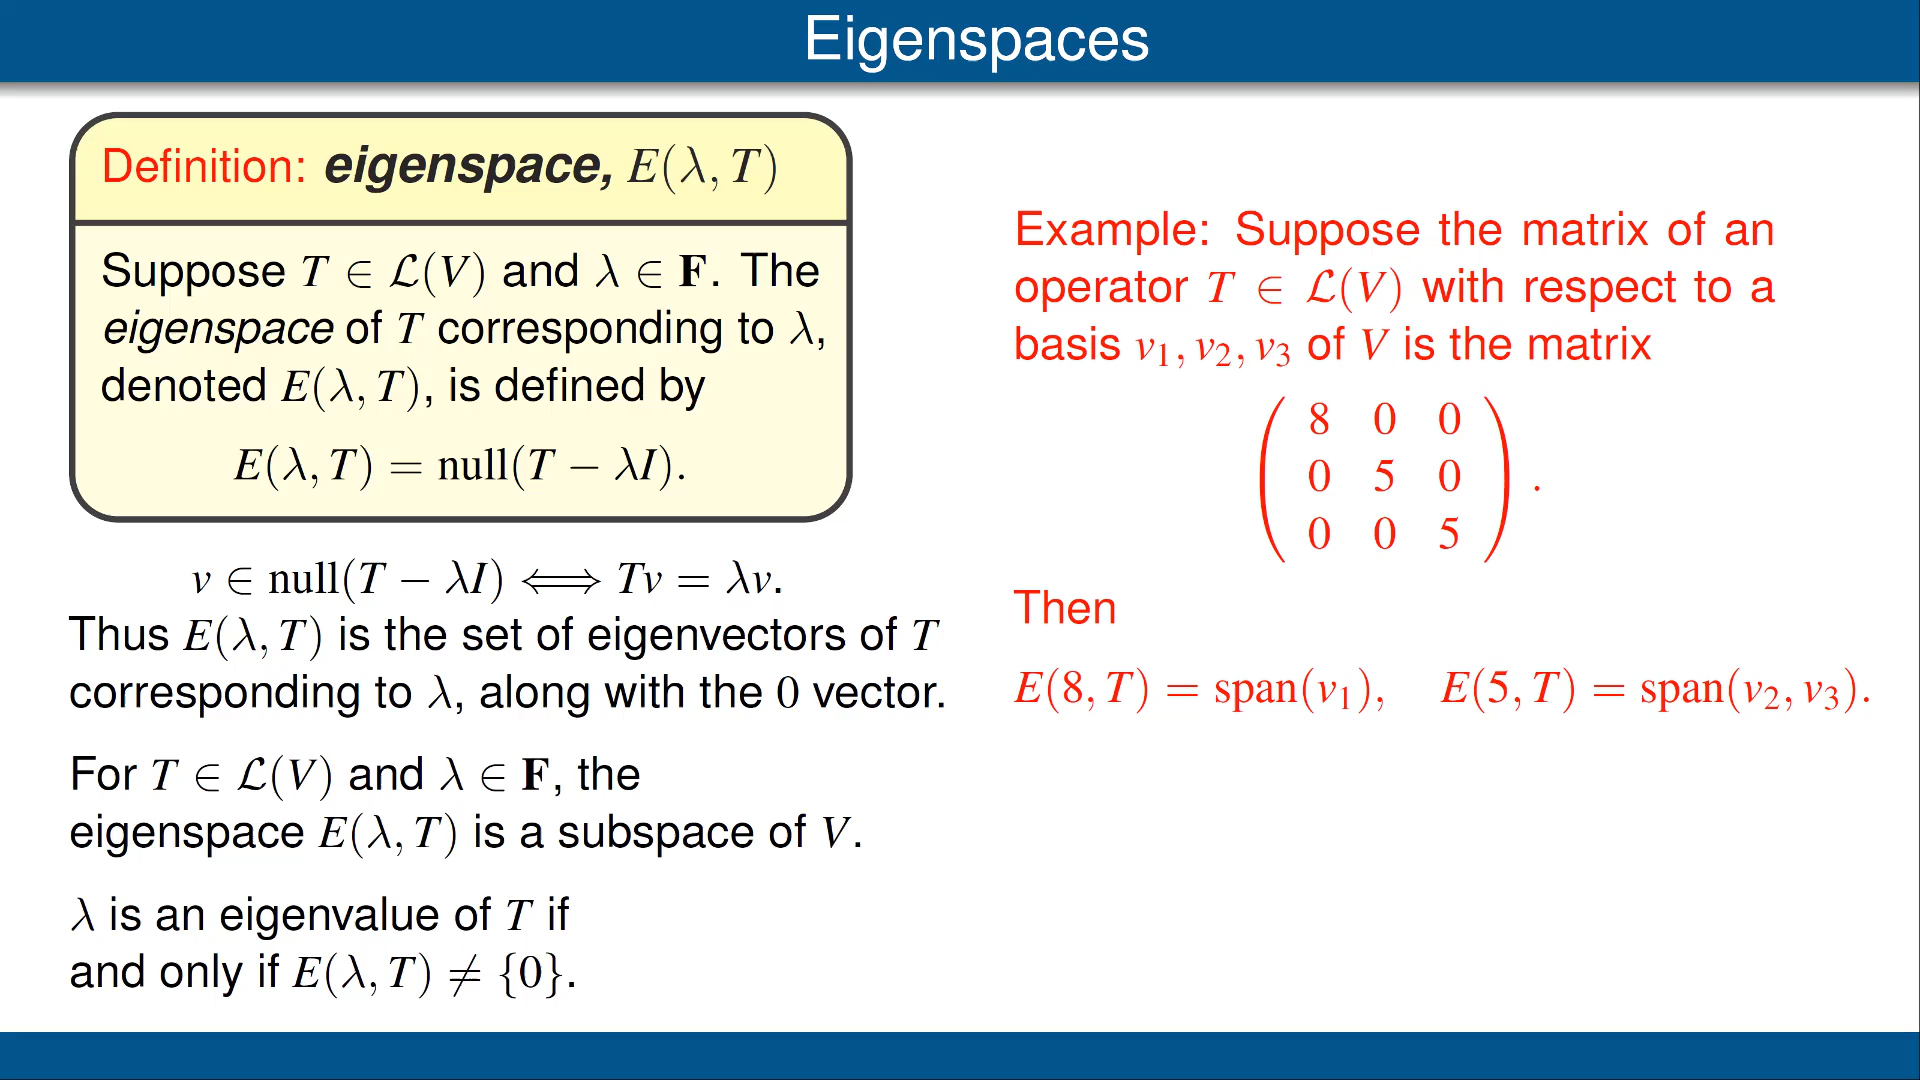 Eigenspaces
Definition: eigenspace, E(λ, T)
Suppose T ∈ ℒ(V) and λ ∈ F. The
eigenspace of T corresponding to λ,
denoted E(λ, T), is defined by
E(λ, T) = null(T − λI).
v ∈ null(T − λI) ⟺ Tv = λv.
Thus E(λ, T) is the set of eigenvectors of T
corresponding to λ, along with the 0 vector.
For T ∈ ℒ(V) and λ ∈ F, the
eigenspace E(λ, T) is a subspace of V.
λ is an eigenvalue of T if
and only if E(λ, T) ≠ {0}.
Example: Suppose the matrix of an
operator T ∈ ℒ(V) with respect to a
basis v₁, v₂, v₃ of V is the matrix
( 8 0 0
0 5 0
0 0 5 ) .
Then
E(8, T) = span(v₁), E(5, T) = span(v₂, v₃).